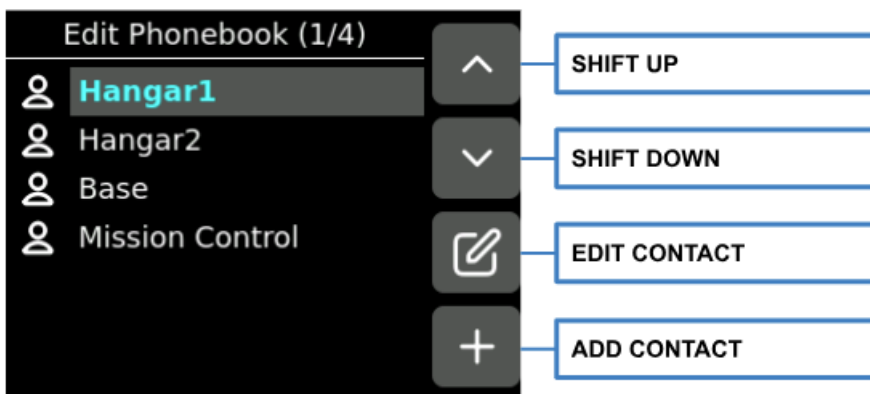 Edit Phonebook (1/4)
Hangar1
Hangar2
Base
Mission Control
SHIFT UP
SHIFT DOWN
EDIT CONTACT
ADD CONTACT